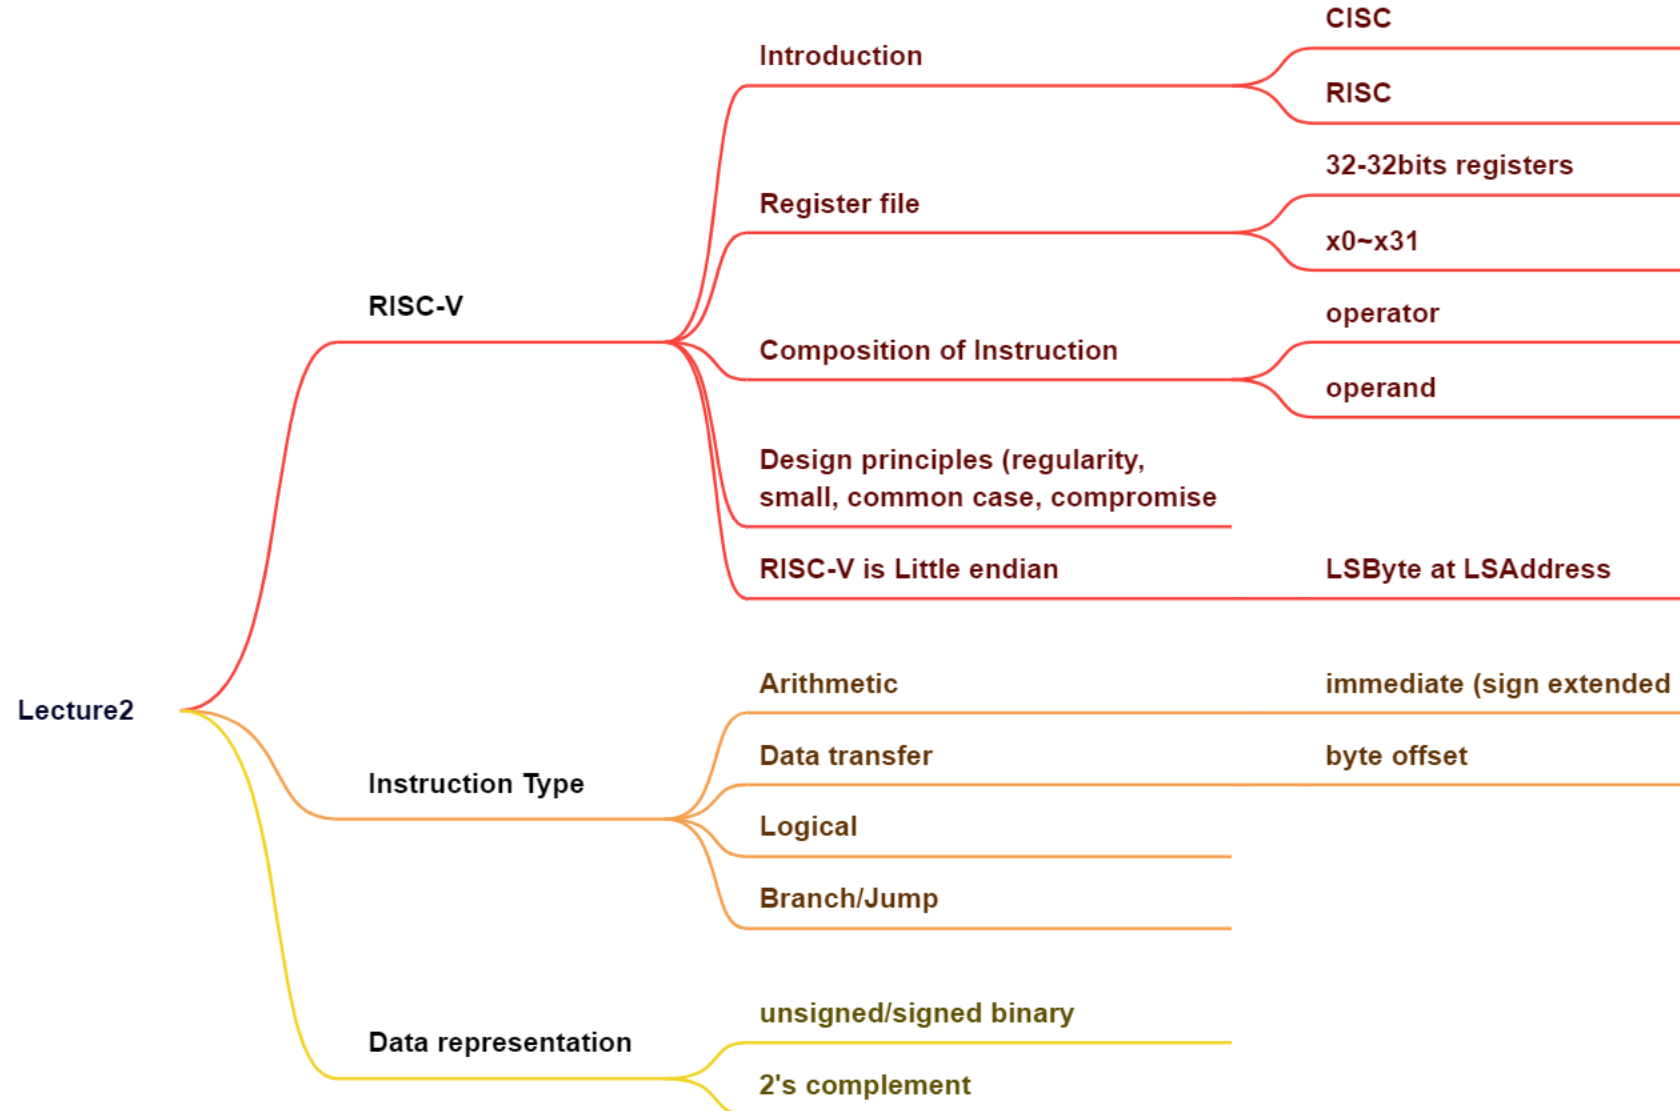 CISC
Introduction
RISC
32-32bits registers
Register file
x0~x31
operator
RISC-V
Composition of Instruction
operand
Design principles (regularity,
small, common case, compromise
RISC-V is Little endian
LSByte at LSAddress
Lecture2
Arithmetic
immediate (sign extended
Data transfer
byte offset
Instruction Type
Logical
Branch/Jump
unsigned/signed binary
Data representation
2's complement